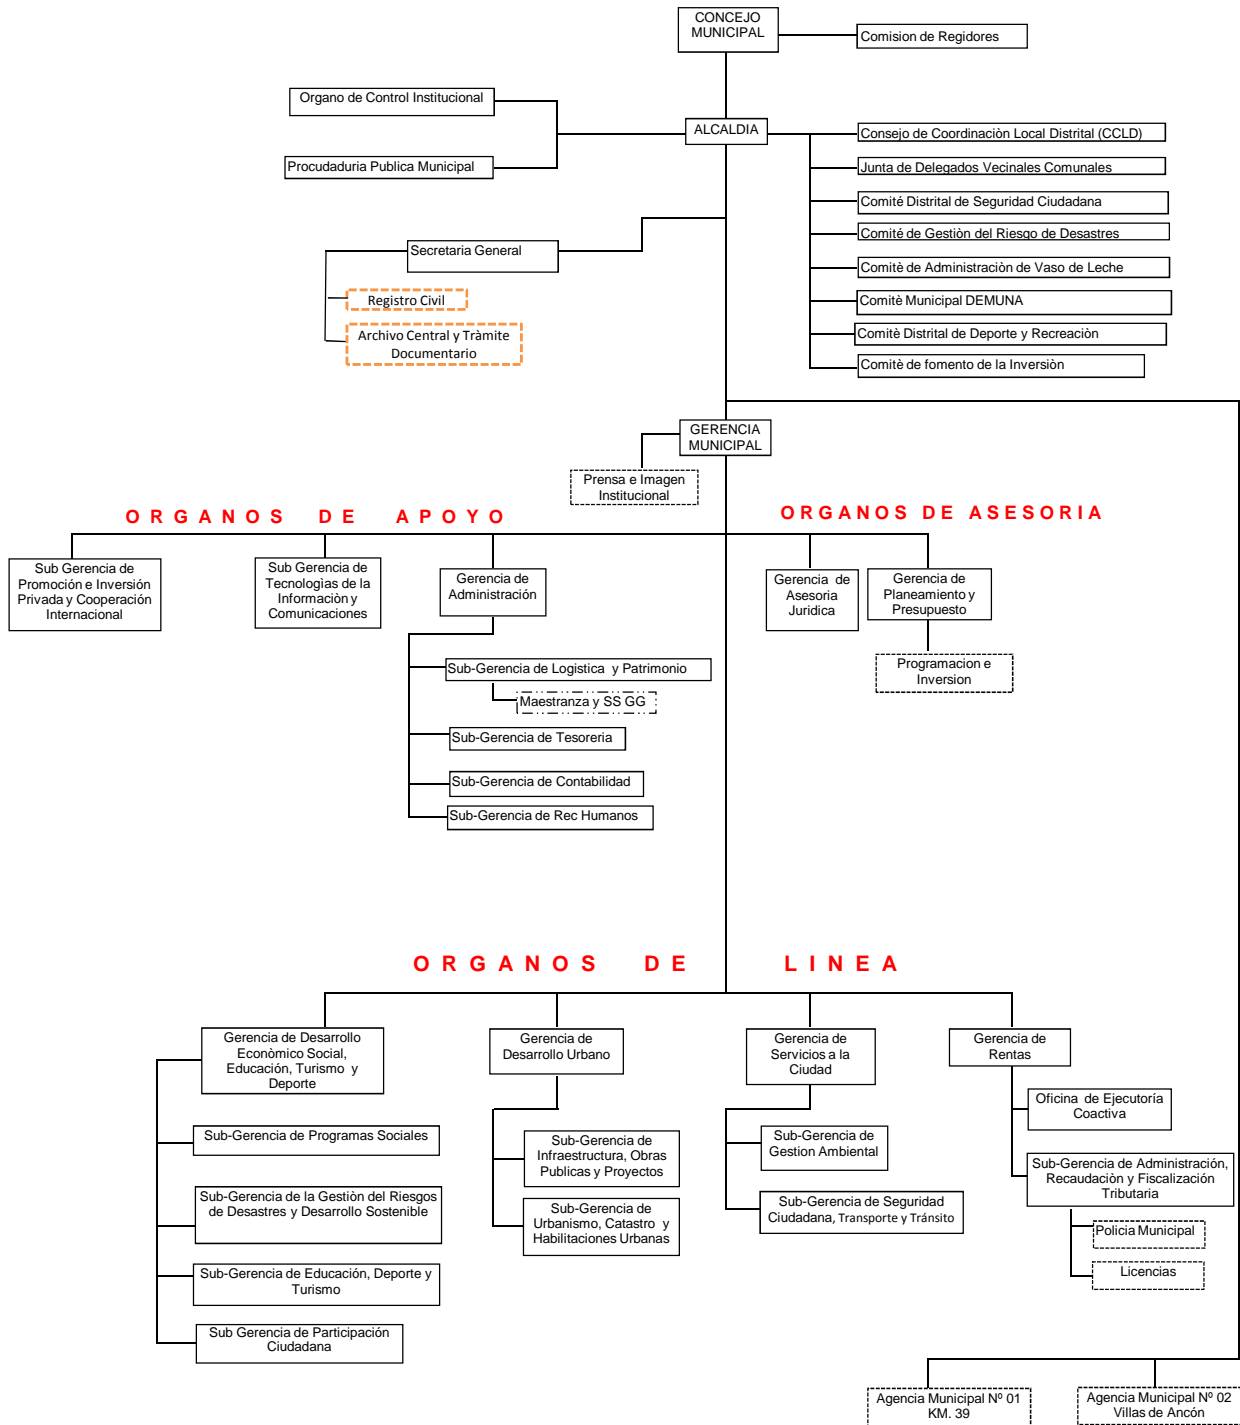 CONCEJO
MUNICIPAL
Comision de Regidores
Organo de Control Institucional
ALCALDIA
Procudaduria Publica Municipal
Consejo de Coordinaciòn Local Distrital (CCLD)
Junta de Delegados Vecinales Comunales
Comité Distrital de Seguridad Ciudadana
Comité de Gestiòn del Riesgo de Desastres
Comitè de Administraciòn de Vaso de Leche
Comitè Municipal DEMUNA
Comitè Distrital de Deporte y Recreaciòn
Comitè de fomento de la Inversiòn
Secretaria General
Registro Civil
Archivo Central y Tràmite
Documentario
GERENCIA
MUNICIPAL
Prensa e Imagen
Institucional
ORGANOS DE APOYO
ORGANOS DE ASESORIA
Sub Gerencia de
Promoción e Inversión
Privada y Cooperación
Internacional
Sub Gerencia de
Tecnologìas de la
Informaciòn y
Comunicaciones
Gerencia de
Administración
Gerencia de
Asesoria
Juridica
Gerencia de
Planeamiento y
Presupuesto
Programacion e
Inversion
Sub-Gerencia de Logistica y Patrimonio
Maestranza y SS GG
Sub-Gerencia de Tesoreria
Sub-Gerencia de Contabilidad
Sub-Gerencia de Rec Humanos
ORGANOS DE LINEA
Gerencia de Desarrollo
Econòmico Social,
Educación, Turismo y
Deporte
Sub-Gerencia de Programas Sociales
Sub-Gerencia de la Gestiòn del Riesgos
de Desastres y Desarrollo Sostenible
Sub-Gerencia de Educación, Deporte y
Turismo
Sub Gerencia de Participación
Ciudadana
Gerencia de
Desarrollo Urbano
Sub-Gerencia de
Infraestructura, Obras
Publicas y Proyectos
Sub-Gerencia de
Urbanismo, Catastro y
Habilitaciones Urbanas
Gerencia de
Servicios a la
Ciudad
Sub-Gerencia de
Gestion Ambiental
Sub-Gerencia de Seguridad
Ciudadana, Transporte y Tránsito
Gerencia de
Rentas
Oficina de Ejecutoría
Coactiva
Sub-Gerencia de Administración,
Recaudaciòn y Fiscalización
Tributaria
Policia Municipal
Licencias
Agencia Municipal Nº 01
KM. 39
Agencia Municipal Nº 02
Villas de Ancón